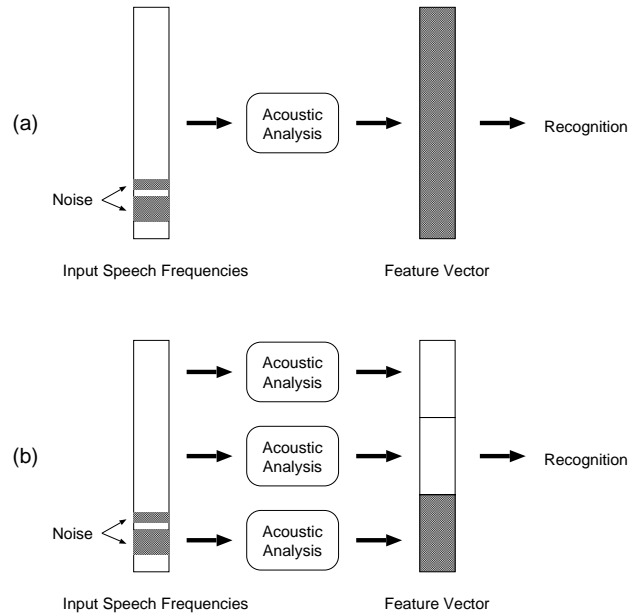 (a)
Noise
Acoustic
Analysis
Recognition
Input Speech Frequencies
Feature Vector
(b)
Noise
Acoustic
Analysis
Acoustic
Analysis
Acoustic
Analysis
Recognition
Input Speech Frequencies
Feature Vector